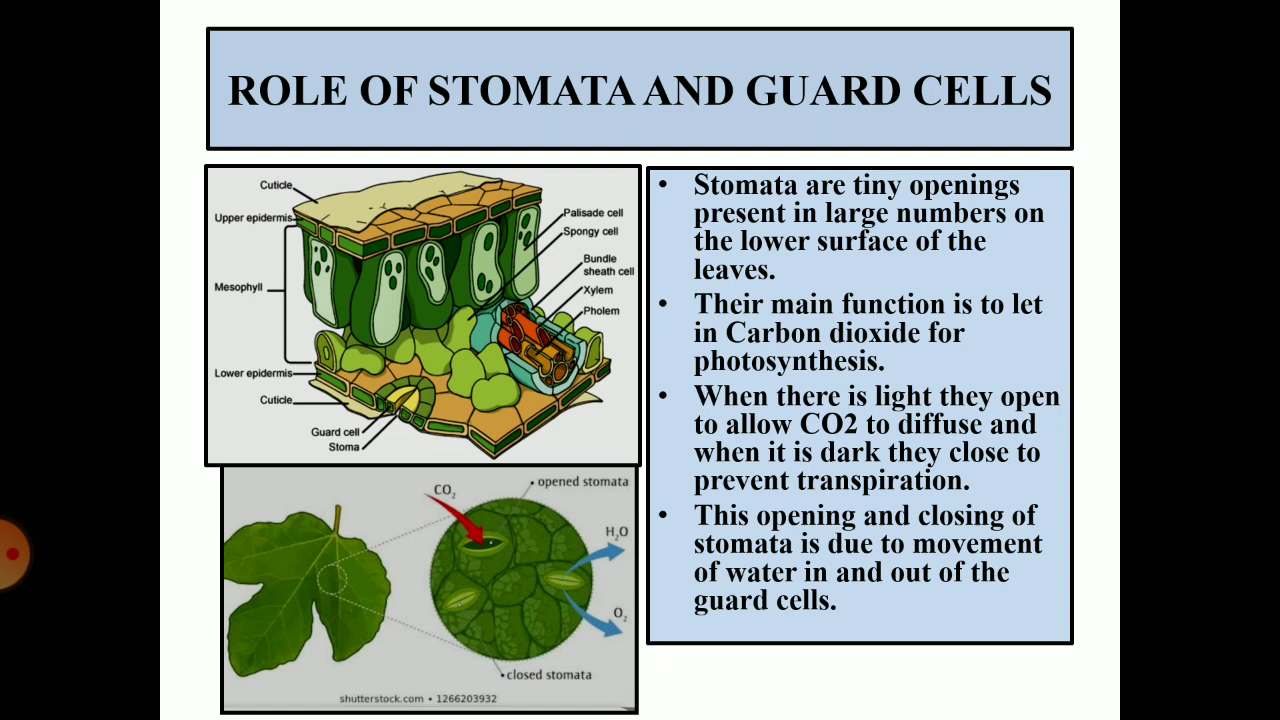 ROLE OF STOMATA AND GUARD CELLS
Cuticle
Upper epidermis
Mesophyll
Lower epidermis
Cuticle
Guard cell
Stoma
Palisade cell
Spongy cell
Bundle
sheath cell
Xylem
Pholem
CO2
opened stomata
H2O
O2
closed stomata
shutterstock.com • 1266203932
• Stomata are tiny openings
present in large numbers on
the lower surface of the
leaves.
• Their main function is to let
in Carbon dioxide for
photosynthesis.
• When there is light they open
to allow CO2 to diffuse and
when it is dark they close to
prevent transpiration.
• This opening and closing of
stomata is due to movement
of water in and out of the
guard cells.